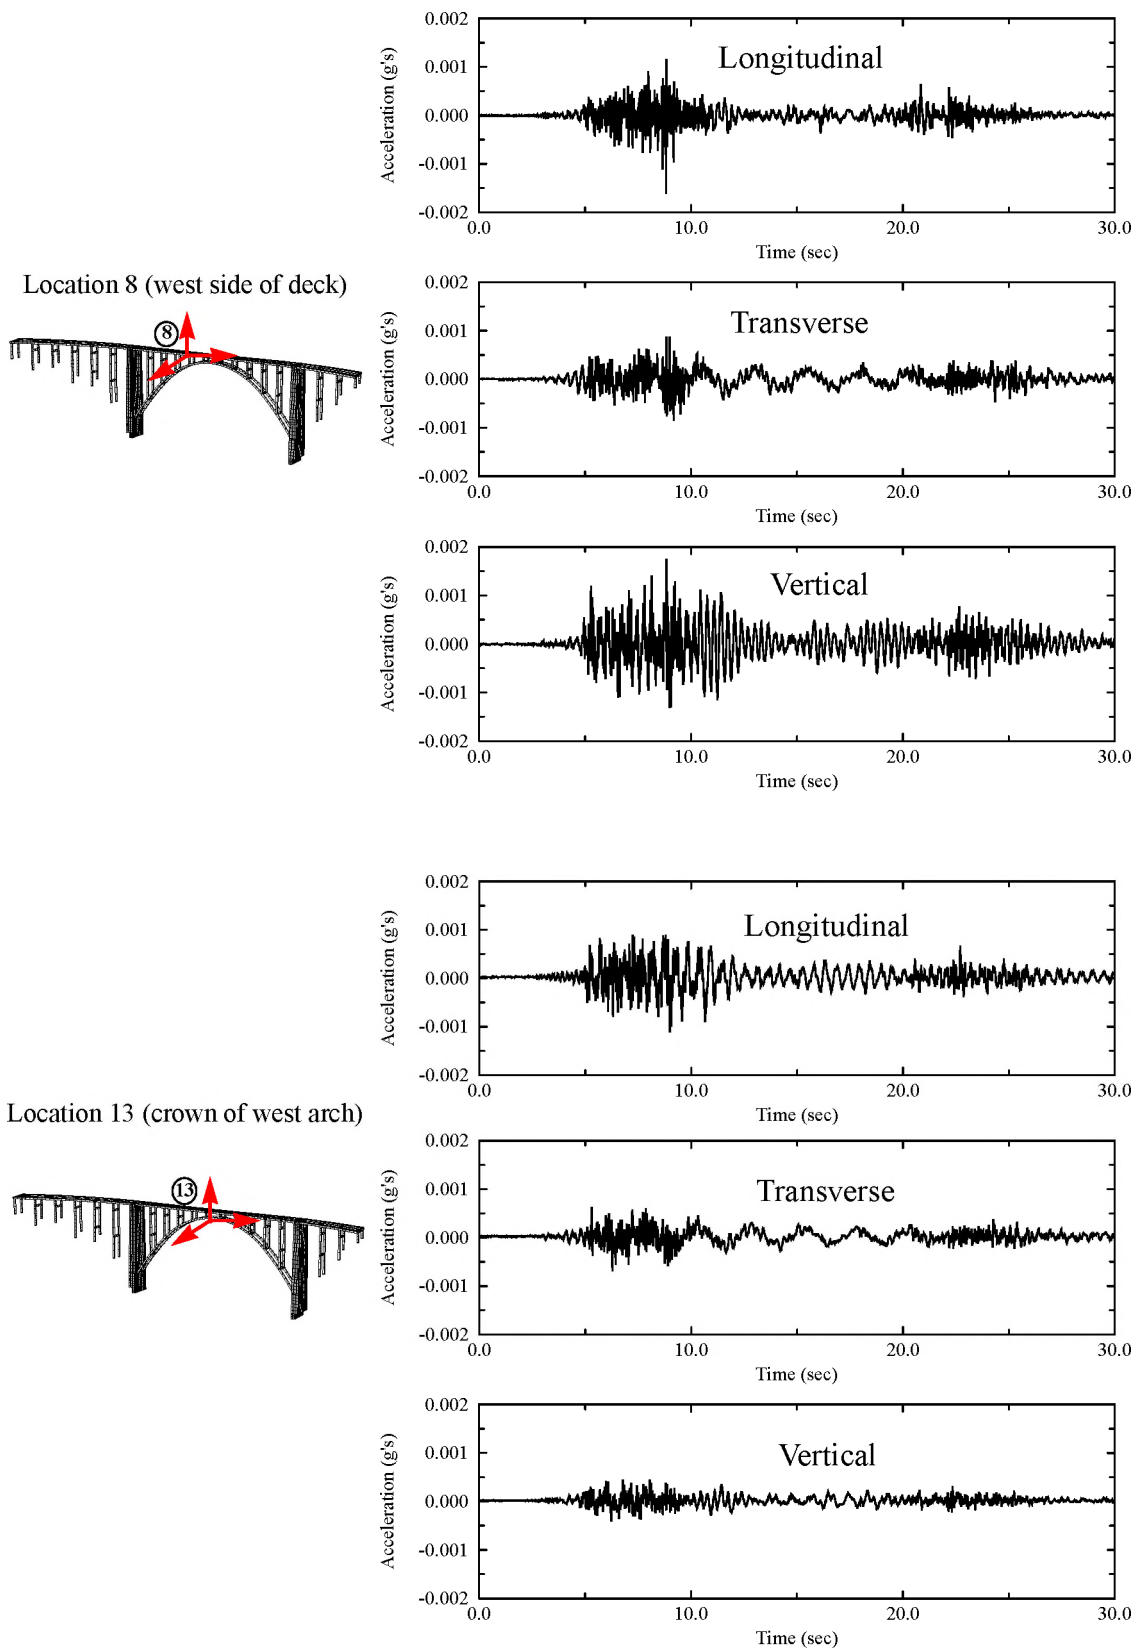 0.002
0.001
0.000
-0.001
-0.002
Acceleration (g's)
Longitudinal
0.0 10.0 20.0 30.0
Time (sec)
Location 8 (west side of deck)
8
0.002
0.001
0.000
-0.001
-0.002
Acceleration (g's)
Transverse
0.0 10.0 20.0 30.0
Time (sec)
0.002
0.001
0.000
-0.001
-0.002
Acceleration (g's)
Vertical
0.0 10.0 20.0 30.0
Time (sec)
0.002
0.001
0.000
-0.001
-0.002
Acceleration (g's)
Longitudinal
0.0 10.0 20.0 30.0
Time (sec)
Location 13 (crown of west arch)
13
0.002
0.001
0.000
-0.001
-0.002
Acceleration (g's)
Transverse
0.0 10.0 20.0 30.0
Time (sec)
0.002
0.001
0.000
-0.001
-0.002
Acceleration (g's)
Vertical
0.0 10.0 20.0 30.0
Time (sec)